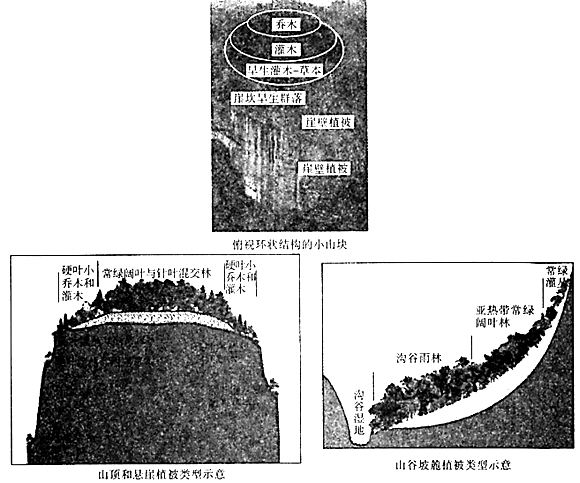 乔木
灌木
旱生灌木-草本
崖坎旱生群落
崖壁植被
崖壁植被
俯视环状结构的小山块
硬叶小
乔木和
灌木
常绿阔叶与针叶混交林
硬叶小
乔木和
灌木
山顶和悬崖植被类型示意
常绿
灌丛
亚热带常绿
阔叶林
沟谷雨林
沟谷湿地
山谷坡麓植被类型示意